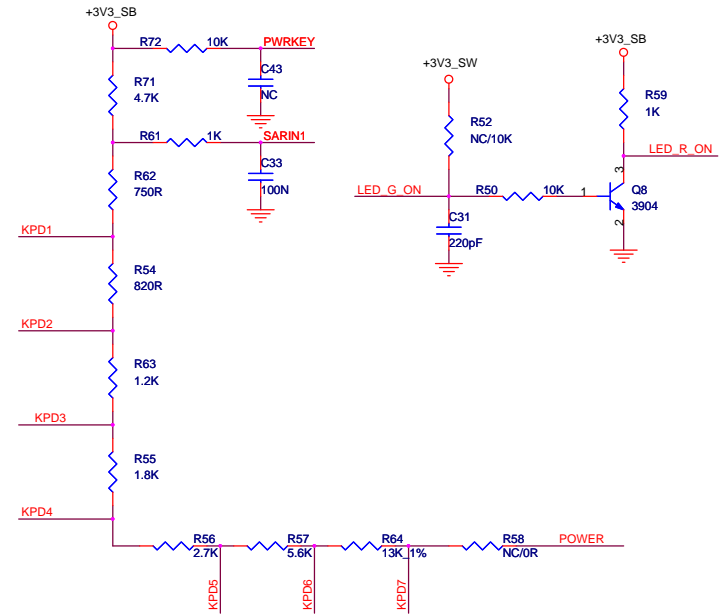 +3V3_SB
R72 10K PWRKEY
C43
NC
R71
4.7K
R61 1K SARIN1
C33
100N
R62
750R
KPD1
R54
820R
KPD2
R63
1.2K
KPD3
R55
1.8K
KPD4
R56
2.7K
R57
5.6K
R64
13K_1%
R58
NC/0R
POWER
KPD5
KPD6
KPD7
+3V3_SW
R52
NC/10K
LED_G_ON
R50 10K
C31
220pF
+3V3_SB
R59
1K
LED_R_ON
3
1
2
Q8
3904